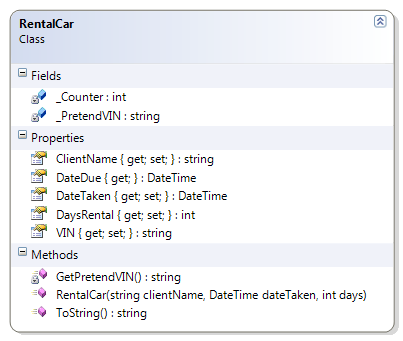 RentalCar
Class
Fields
_Counter : int
_PretendVIN : string
Properties
ClientName { get; set; } : string
DateDue { get; } : DateTime
DateTaken { get; set; } : DateTime
DaysRental { get; set; } : int
VIN { get; set; } : string
Methods
GetPretendVIN() : string
RentalCar(string clientName, DateTime dateTaken, int days)
ToString() : string